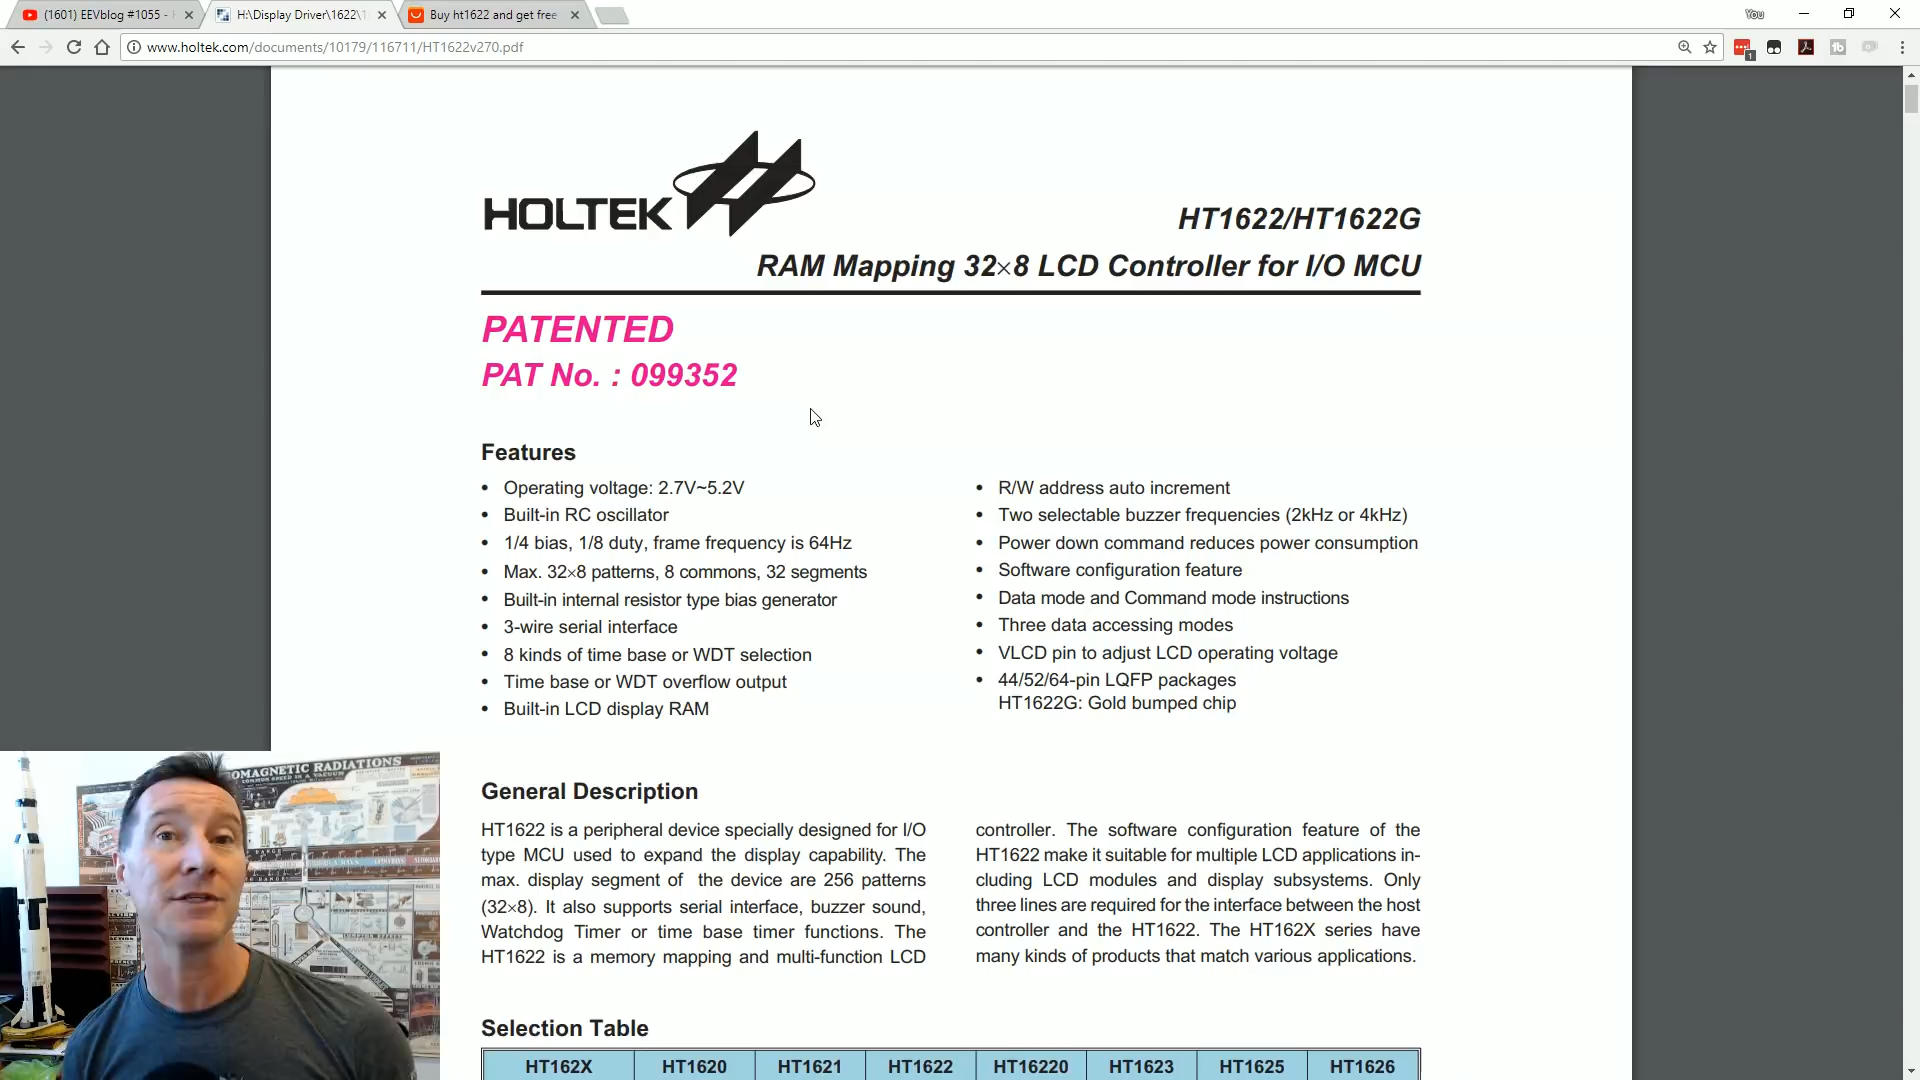 (1601) EEVblog #1055 -
H:\Display Driver\1622\1
Buy ht1622 and get free
You
www.holtek.com/documents/10179/116711/HT1622v270.pdf
1
HOLTEK
HT1622/HT1622G
RAM Mapping 32×8 LCD Controller for I/O MCU
PATENTED
PAT No. : 099352
Features
• Operating voltage: 2.7V~5.2V
• Built-in RC oscillator
• 1/4 bias, 1/8 duty, frame frequency is 64Hz
• Max. 32×8 patterns, 8 commons, 32 segments
• Built-in internal resistor type bias generator
• 3-wire serial interface
• 8 kinds of time base or WDT selection
• Time base or WDT overflow output
• Built-in LCD display RAM
• R/W address auto increment
• Two selectable buzzer frequencies (2kHz or 4kHz)
• Power down command reduces power consumption
• Software configuration feature
• Data mode and Command mode instructions
• Three data accessing modes
• VLCD pin to adjust LCD operating voltage
• 44/52/64-pin LQFP packages
HT1622G: Gold bumped chip
General Description
HT1622 is a peripheral device specially designed for I/O
type MCU used to expand the display capability. The
max. display segment of the device are 256 patterns
(32×8). It also supports serial interface, buzzer sound,
Watchdog Timer or time base timer functions. The
HT1622 is a memory mapping and multi-function LCD
controller. The software configuration feature of the
HT1622 make it suitable for multiple LCD applications in-
cluding LCD modules and display subsystems. Only
three lines are required for the interface between the host
controller and the HT1622. The HT162X series have
many kinds of products that match various applications.
Selection Table
HT162X HT1620 HT1621 HT1622 HT16220 HT1623 HT1625 HT1626
OMAGNETIC RADIATIONS